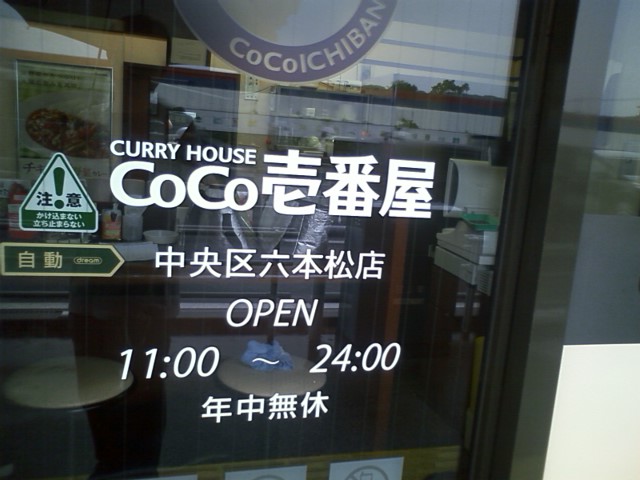 CoCoICHIBAN
CURRY HOUSE
CoCo壱番屋
注意
かけ込まない
立ち止まらない
自動 dream
中央区六本松店
OPEN
11:00 ～ 24:00
年中無休